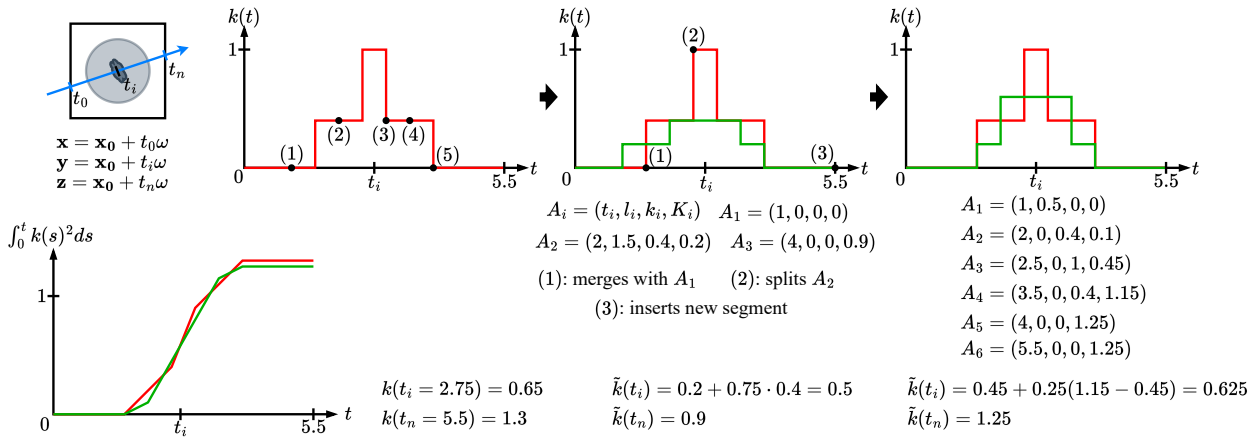 t_0
t_i
t_n
𝐱 = 𝐱_𝟎 + t_0ω
𝐲 = 𝐱_𝟎 + t_iω
𝐳 = 𝐱_𝟎 + t_nω
k(t)
1
0
(1)
(2)
(3)
(4)
(5)
t_i
5.5
t
k(t)
1
0
(2)
(1)
(3)
t_i
5.5
t
k(t)
1
0
t_i
5.5
t
A_i = (t_i, l_i, k_i, K_i) A_1 = (1, 0, 0, 0)
A_2 = (2, 1.5, 0.4, 0.2) A_3 = (4, 0, 0, 0.9)
(1): merges with A_1 (2): splits A_2
(3): inserts new segment
A_1 = (1, 0.5, 0, 0)
A_2 = (2, 0, 0.4, 0.1)
A_3 = (2.5, 0, 1, 0.45)
A_4 = (3.5, 0, 0.4, 1.15)
A_5 = (4, 0, 0, 1.25)
A_6 = (5.5, 0, 0, 1.25)
∫_0^t k(s)^2ds
1
0
t_i
5.5
t
k(t_i = 2.75) = 0.65
k(t_n = 5.5) = 1.3
k̃(t_i) = 0.2 + 0.75 · 0.4 = 0.5
k̃(t_n) = 0.9
k̃(t_i) = 0.45 + 0.25(1.15 − 0.45) = 0.625
k̃(t_n) = 1.25